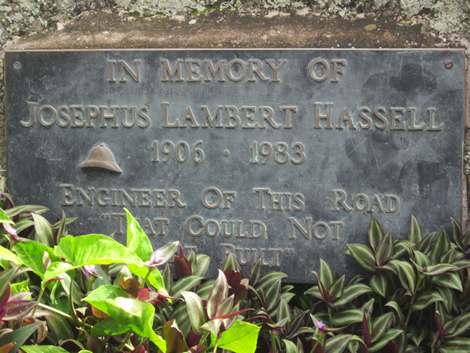 IN MEMORY OF
JOSEPHUS LAMBERT HASSELL
1906 · 1983
ENGINEER OF THIS ROAD
"THAT COULD NOT
BUILT"